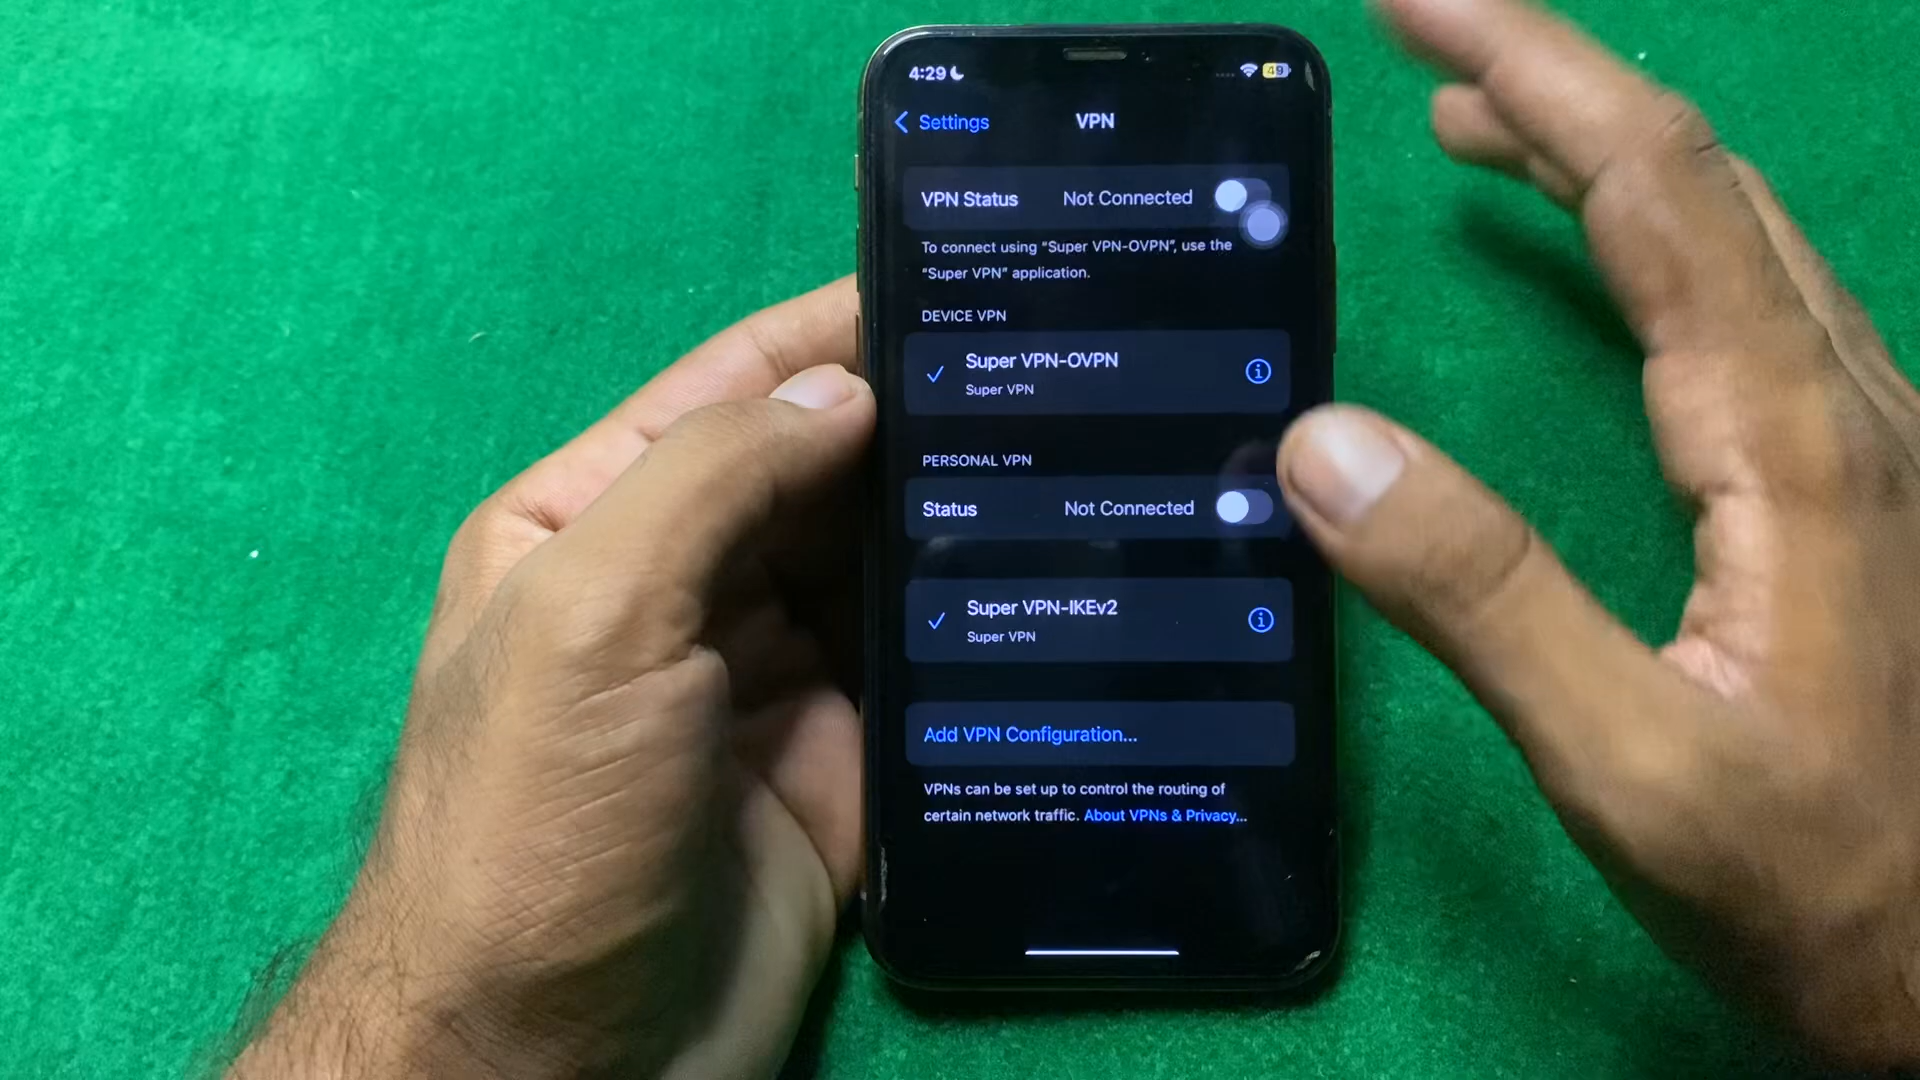 4:29
49
Settings
VPN
VPN Status Not Connected
To connect using “Super VPN-OVPN”, use the
“Super VPN” application.
DEVICE VPN
Super VPN-OVPN
Super VPN
PERSONAL VPN
Status Not Connected
Super VPN-IKEv2
Super VPN
Add VPN Configuration...
VPNs can be set up to control the routing of
certain network traffic. About VPNs & Privacy...